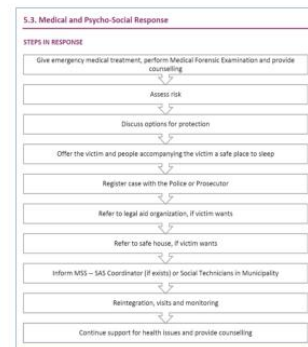 5.3. Medical and Psycho-Social Response
STEPS IN RESPONSE
Give emergency medical treatment, perform Medical Forensic Examination and provide
counselling
Assess risk
Discuss options for protection
Offer the victim and people accompanying the victim a safe place to sleep
Register case with the Police or Prosecutor
Refer to legal aid organization, if victim wants
Refer to safe house, if victim wants
Inform MSS – SAS Coordinator (if exists) or Social Technicians in Municipality
Reintegration, visits and monitoring
Continue support for health issues and provide counselling